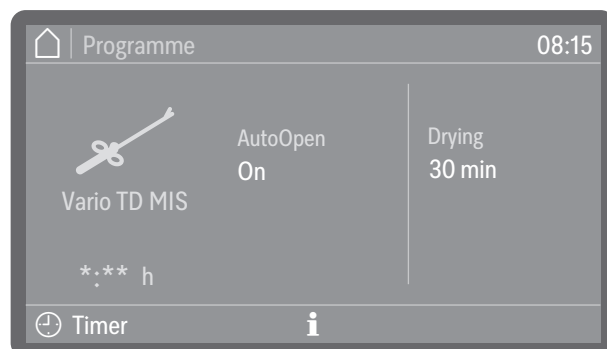 Programme 08:15
AutoOpen
On
Drying
30 min
Vario TD MIS
*:** h
Timer i